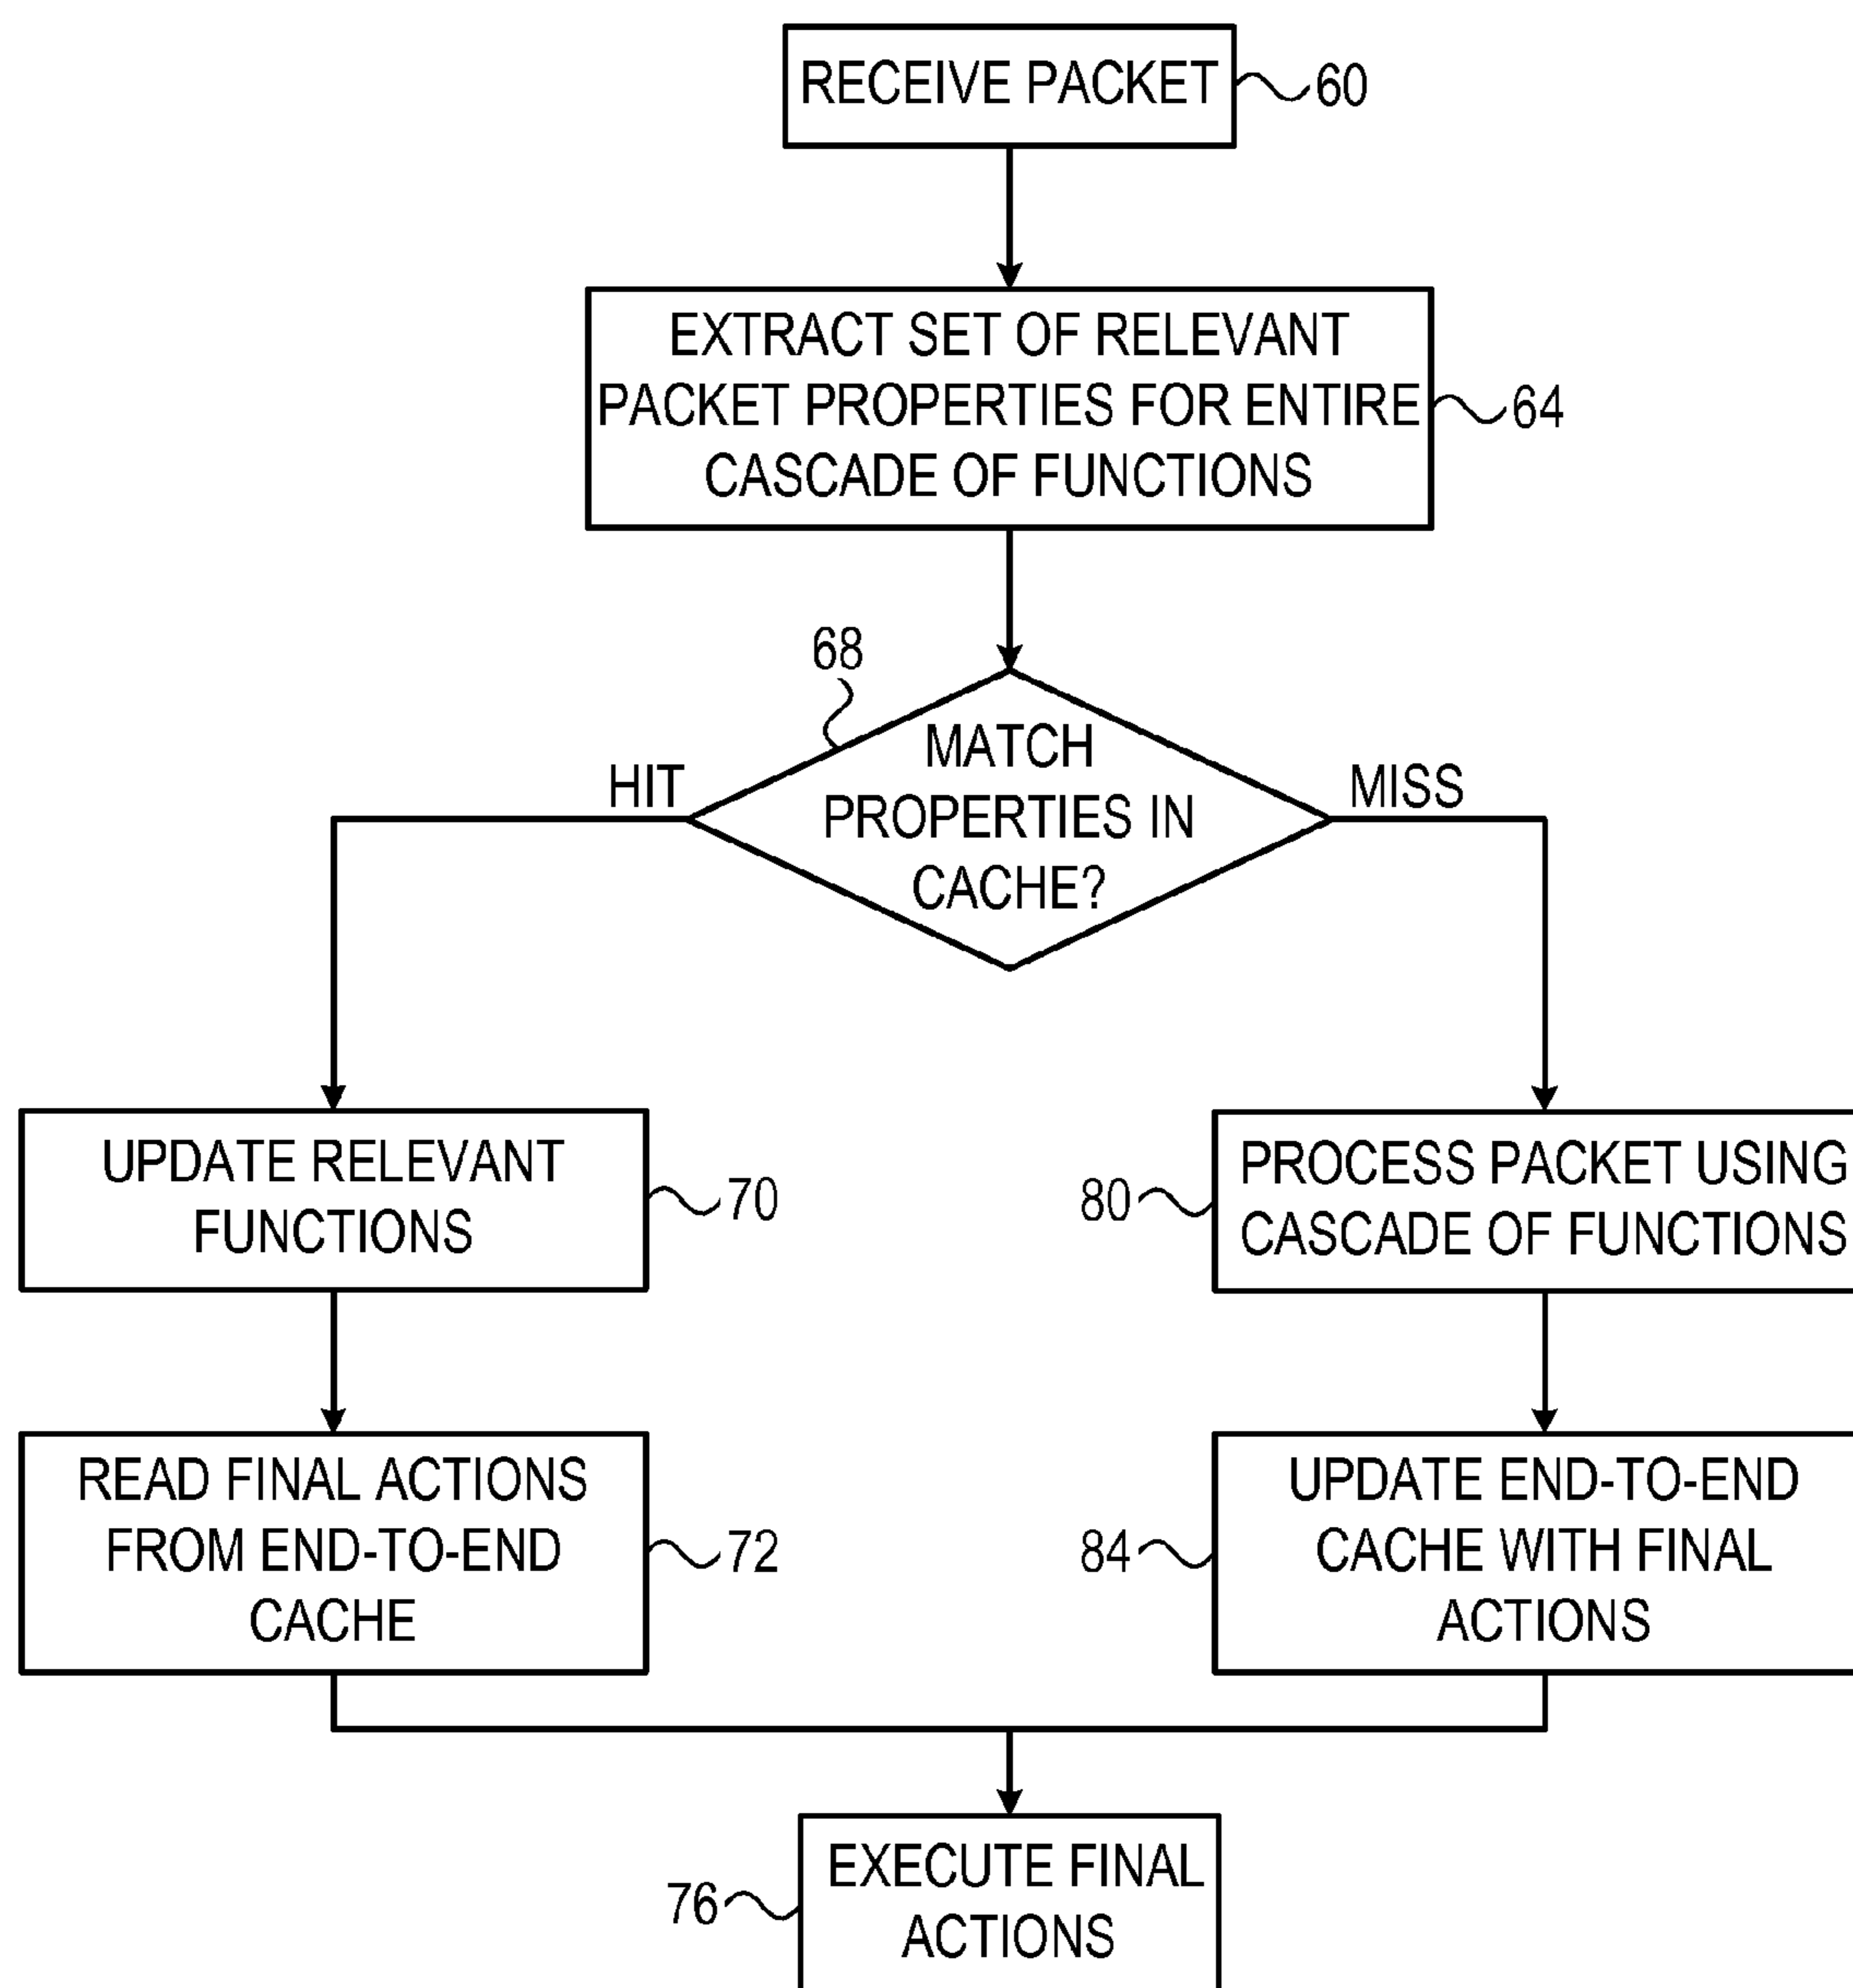 RECEIVE PACKET
60
EXTRACT SET OF RELEVANT
PACKET PROPERTIES FOR ENTIRE
CASCADE OF FUNCTIONS
64
68
MATCH
PROPERTIES IN
CACHE?
HIT
MISS
UPDATE RELEVANT
FUNCTIONS
70
80
PROCESS PACKET USING
CASCADE OF FUNCTIONS
READ FINAL ACTIONS
FROM END-TO-END
CACHE
72
84
UPDATE END-TO-END
CACHE WITH FINAL
ACTIONS
76
EXECUTE FINAL
ACTIONS